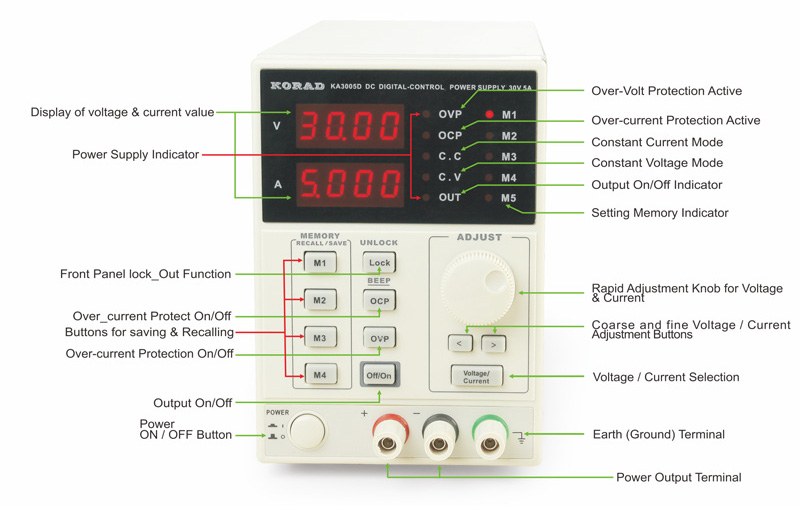 KORAD KA3005D DC DIGITAL-CONTROL POWER SUPPLY 30V 5A
Display of voltage & current value
V 30.00
Power Supply Indicator
A 5.000
OVP M1
OCP M2
C.C M3
C.V M4
OUT M5
Over-Volt Protection Active
Over-current Protection Active
Constant Current Mode
Constant Voltage Mode
Output On/Off Indicator
Setting Memory Indicator
MEMORY
RECALL/SAVE
M1
M2
M3
M4
UNLOCK
Lock
BEEP
OCP
OVP
Off/On
ADJUST
<
>
Voltage/
Current
Front Panel lock_Out Function
Over_current Protect On/Off
Buttons for saving & Recalling
Over-current Protection On/Off
Output On/Off
Power
ON / OFF Button
Rapid Adjustment Knob for Voltage
& Current
Coarse and fine Voltage / Current
Adjustment Buttons
Voltage / Current Selection
Earth (Ground) Terminal
Power Output Terminal
POWER
I
O
+
−